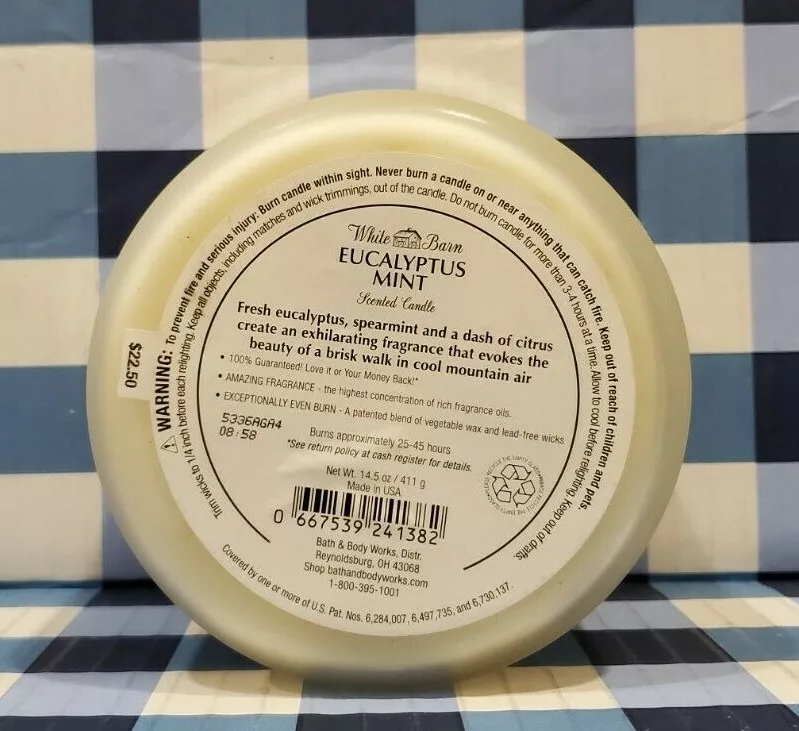 WARNING: To prevent fire and serious injury. Burn candle within sight. Never burn a candle on or near anything that can catch fire. Keep out of reach of children and pets.
Trim wicks to 1/4 inch before each relighting. Keep all objects, including matches and wick trimmings, out of the candle. Do not burn candle for more than 3-4 hours at a time. Allow to cool before relighting. Keep out of drafts.
$22.50
White Barn
EUCALYPTUS
MINT
Scented Candle
Fresh eucalyptus, spearmint and a dash of citrus
create an exhilarating fragrance that evokes the
beauty of a brisk walk in cool mountain air
• 100% Guaranteed! Love it or Your Money Back!*
• AMAZING FRAGRANCE - the highest concentration of rich fragrance oils.
• EXCEPTIONALLY EVEN BURN - A patented blend of vegetable wax and lead-free wicks
5336AGA4
08:58
Burns approximately 25-45 hours
*See return policy at cash register for details.
Net Wt. 14.5 oz / 411 g
Made in USA
0 667539 241382
Bath & Body Works, Distr.
Reynoldsburg, OH 43068
Shop bathandbodyworks.com
1-800-395-1001
Covered by one or more of U.S. Pat. Nos. 6,284,007, 6,497,735, and 6,730,137.